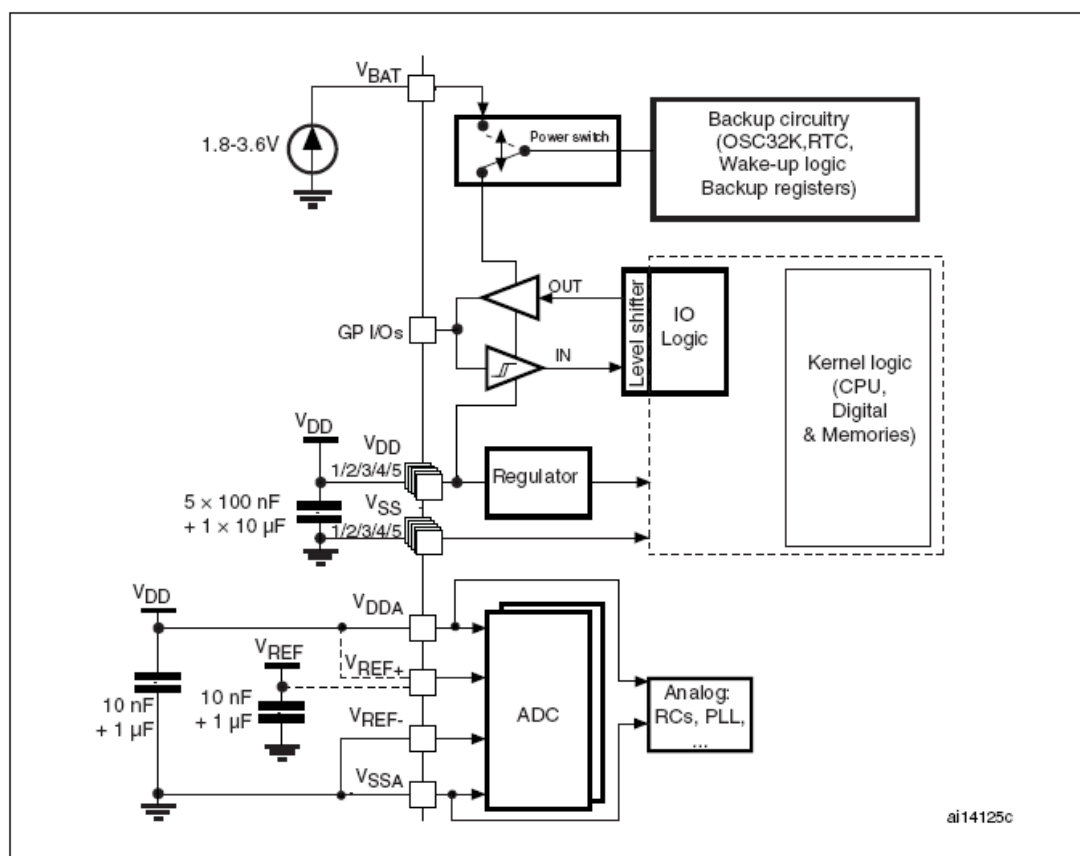 VBAT
1.8-3.6V
Power switch
Backup circuitry
(OSC32K,RTC,
Wake-up logic
Backup registers)
OUT
GP I/Os
IN
Level shifter
IO
Logic
Kernel logic
(CPU,
Digital
& Memories)
VDD
VDD
1/2/3/4/5
Regulator
5 × 100 nF
+ 1 × 10 µF
VSS
1/2/3/4/5
VDD
VDDA
VREF
VREF+
10 nF
+ 1 µF
10 nF
+ 1 µF
VREF-
ADC
Analog:
RCs, PLL,
...
VSSA
ai14125c